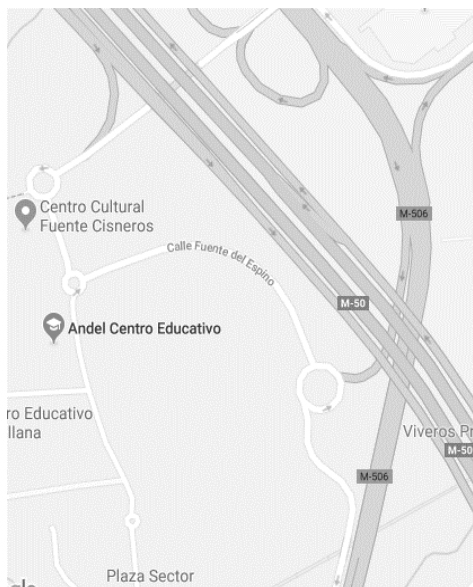 M-506
Centro Cultural
Fuente Cisneros
Calle Fuente del Espino
M-50
Andel Centro Educativo
ro Educativo
llana
Viveros Pr
M-50
M-506
Plaza Sector
gle